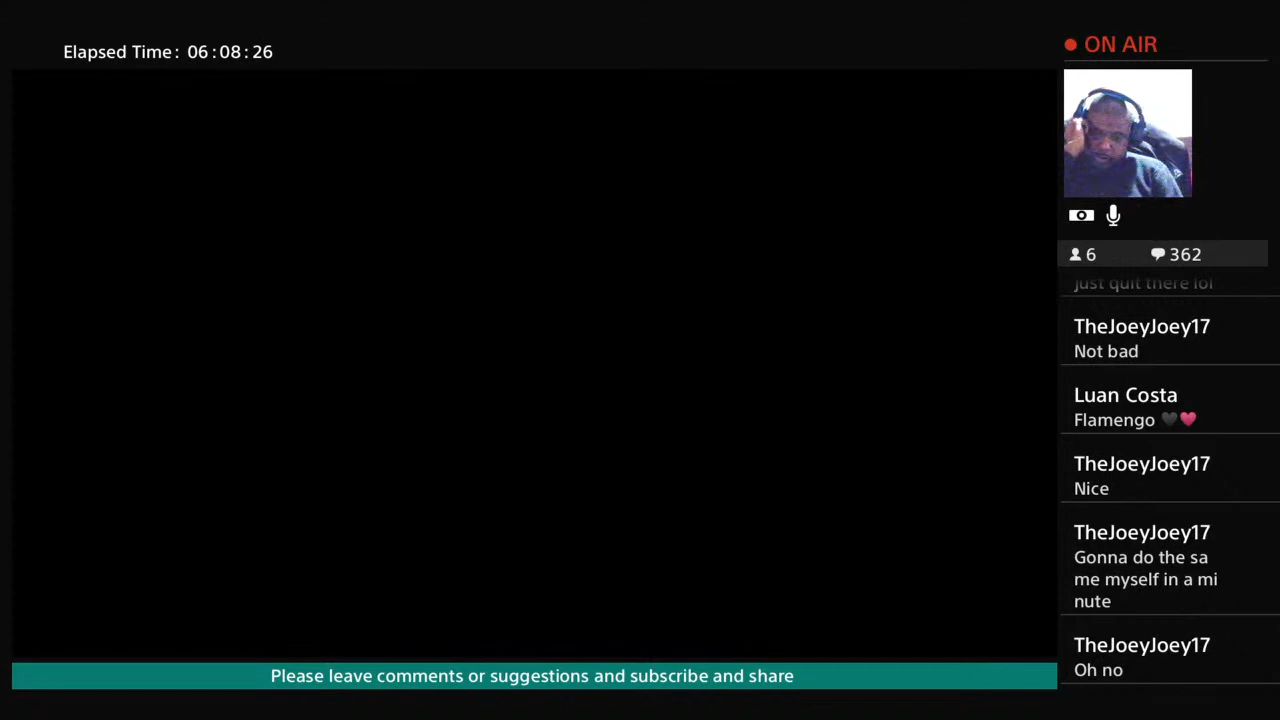 Elapsed Time: 06:08:26
ON AIR
6 362
just quit there lol
TheJoeyJoey17
Not bad
Luan Costa
Flamengo 🖤💗
TheJoeyJoey17
Nice
TheJoeyJoey17
Gonna do the sa
me myself in a mi
nute
TheJoeyJoey17
Oh no
Please leave comments or suggestions and subscribe and share